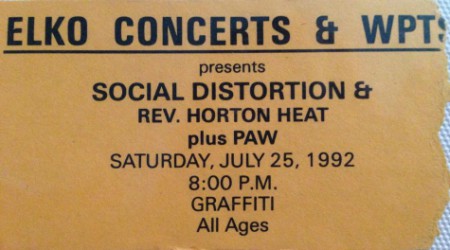 ELKO CONCERTS & WPTS
presents
SOCIAL DISTORTION &
REV. HORTON HEAT
plus PAW
SATURDAY, JULY 25, 1992
8:00 P.M.
GRAFFITI
All Ages